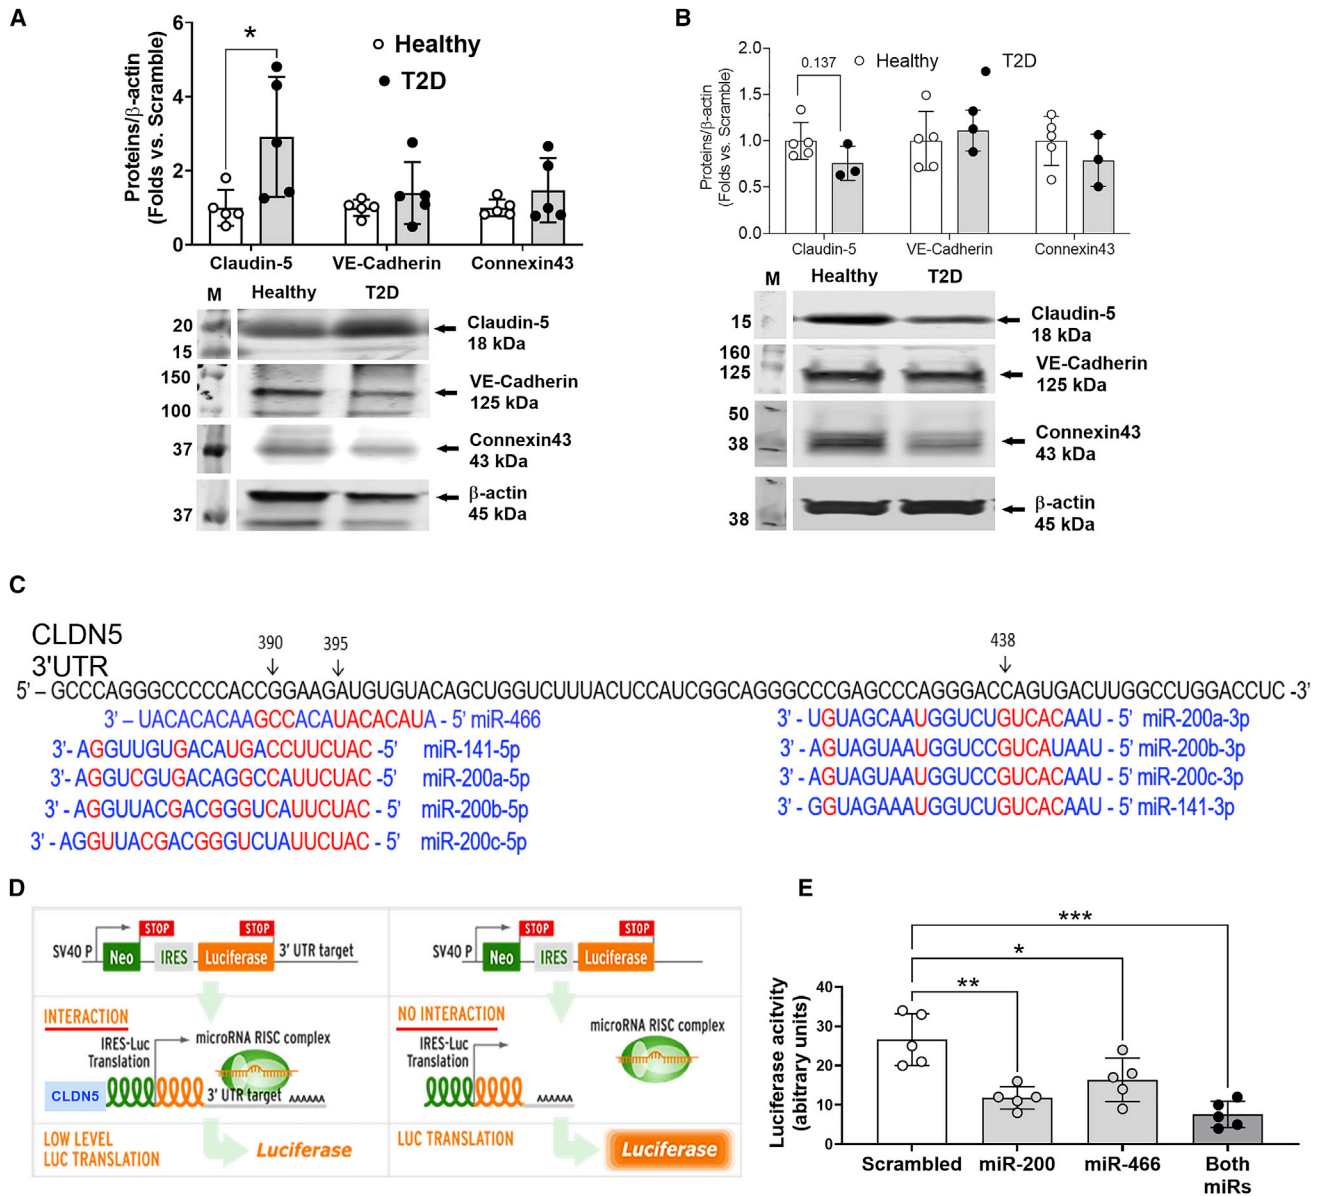 A
6
4
2
0
Proteins/β-actin
(Folds vs. Scramble)
*
Healthy
T2D
Claudin-5 VE-Cadherin Connexin43
M Healthy T2D
20
15
Claudin-5
18 kDa
150
100
VE-Cadherin
125 kDa
37
Connexin43
43 kDa
37
β-actin
45 kDa
B
2.0
1.5
1.0
0.5
0.0
Proteins/β-actin
(Folds vs. Scramble)
0.137
Healthy
T2D
Claudin-5 VE-Cadherin Connexin43
M Healthy T2D
15
Claudin-5
18 kDa
160
125
VE-Cadherin
125 kDa
50
38
Connexin43
43 kDa
38
β-actin
45 kDa
C
CLDN5
3'UTR
390 395 438
5' – GCCCAGGGCCCCCACCGGAAGAUGUGUACAGCUGGUCUUUACUCCAUCGGCAGGGCCCGAGCCCAGGGACCAGUGACUUGGCCUGGACCUC -3'
3' – UACACACAAGCCACAUACACAUA - 5' miR-466
3'- AGGUUGUGACAUGACCUUCUAC -5' miR-141-5p
3'- AGGUCGUGACAGGCCAUUCUAC -5' miR-200a-5p
3' - AGGUUACGACGGGUCAUUCUAC - 5' miR-200b-5p
3' - AGGUUACGACGGGUCUAUUCUAC - 5' miR-200c-5p
3' - UGUAGCAAUGGUCUGUCACAAU - 5' miR-200a-3p
3' - AGUAGUAAUGGUCCGUCAUAAU - 5' miR-200b-3p
3' - AGUAGUAAUGGUCCGUCACAAU - 5' miR-200c-3p
3' - GGUAGAAAUGGUCUGUCACAAU - 5' miR-141-3p
D
SV40 P
STOP
STOP
Neo
IRES
Luciferase
3' UTR target
INTERACTION
IRES-Luc
Translation
microRNA RISC complex
CLDN5
3' UTR target
AAAAAA
LOW LEVEL
LUC TRANSLATION
Luciferase
SV40 P
STOP
STOP
Neo
IRES
Luciferase
NO INTERACTION
IRES-Luc
Translation
microRNA RISC complex
AAAAAA
LUC TRANSLATION
Luciferase
E
***
*
**
40
30
20
10
0
Luciferase acitvity
(abitrary units)
Scrambled miR-200 miR-466 Both
miRs